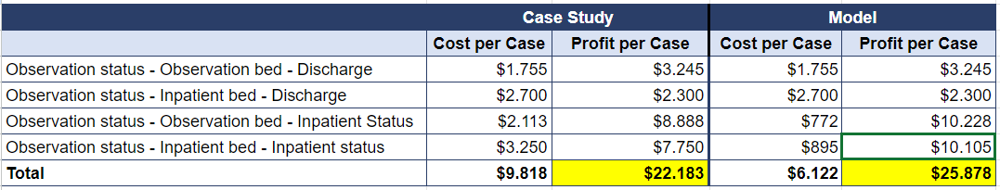 Case Study Model
Cost per Case Profit per Case Cost per Case Profit per Case
Observation status - Observation bed - Discharge $1.755 $3.245 $1.755 $3.245
Observation status - Inpatient bed - Discharge $2.700 $2.300 $2.700 $2.300
Observation status - Observation bed - Inpatient Status $2.113 $8.888 $772 $10.228
Observation status - Inpatient bed - Inpatient status $3.250 $7.750 $895 $10.105
Total $9.818 $22.183 $6.122 $25.878